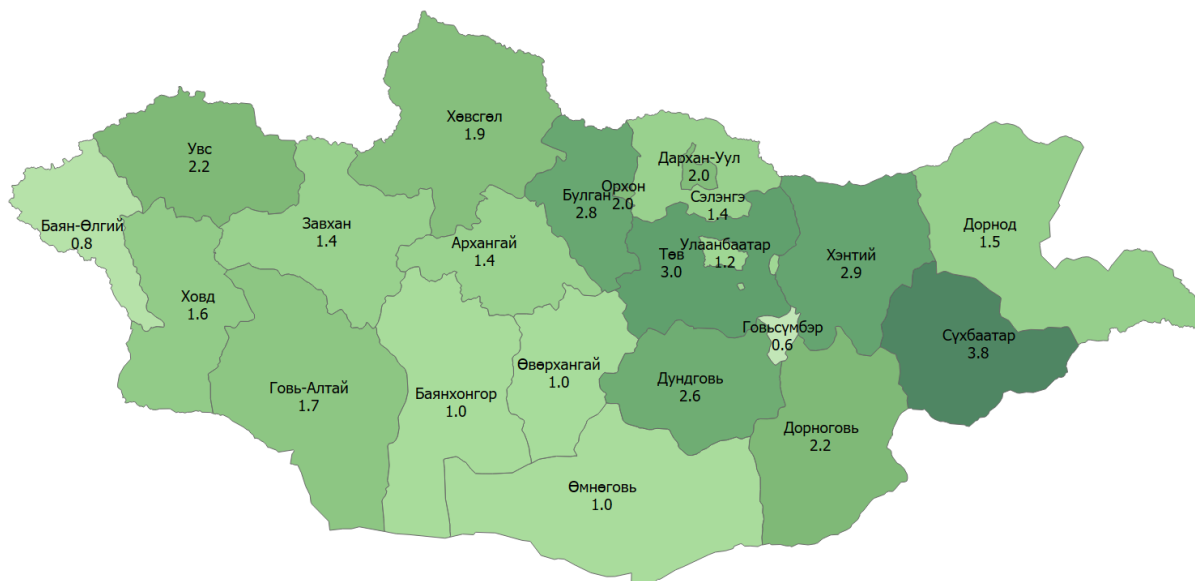 Хөвсгөл
1.9
Увс
2.2
Дархан-Уул
2.0
Орхон
2.0
Булган
2.8
Сэлэнгэ
1.4
Баян-Өлгий
0.8
Завхан
1.4
Архангай
1.4
Улаанбаатар
1.2
Төв
3.0
Хэнтий
2.9
Дорнод
1.5
Ховд
1.6
Говьсүмбэр
0.6
Сүхбаатар
3.8
Говь-Алтай
1.7
Баянхонгор
1.0
Өвөрхангай
1.0
Дундговь
2.6
Дорноговь
2.2
Өмнөговь
1.0